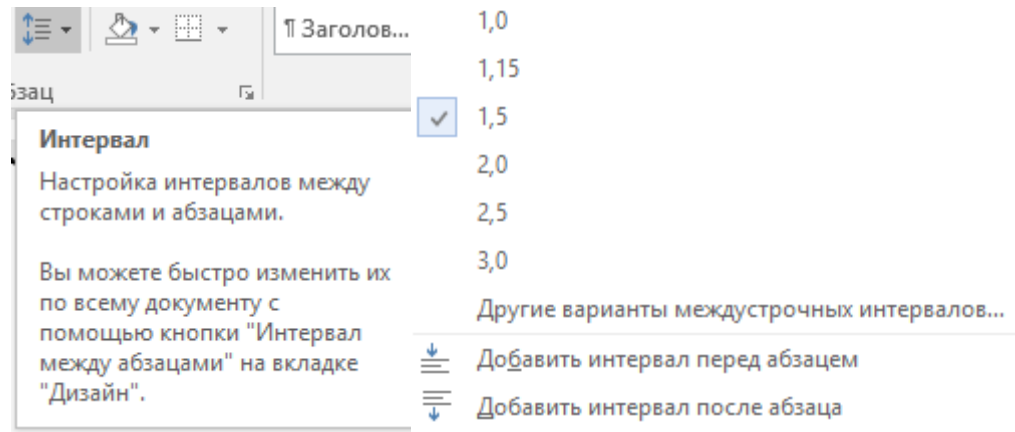 ¶ Заголов...
бзац
Интервал
Настройка интервалов между
строками и абзацами.
Вы можете быстро изменить их
по всему документу с
помощью кнопки "Интервал
между абзацами" на вкладке
"Дизайн".
1,0
1,15
1,5
2,0
2,5
3,0
Другие варианты междустрочных интервалов...
Добавить интервал перед абзацем
Добавить интервал после абзаца